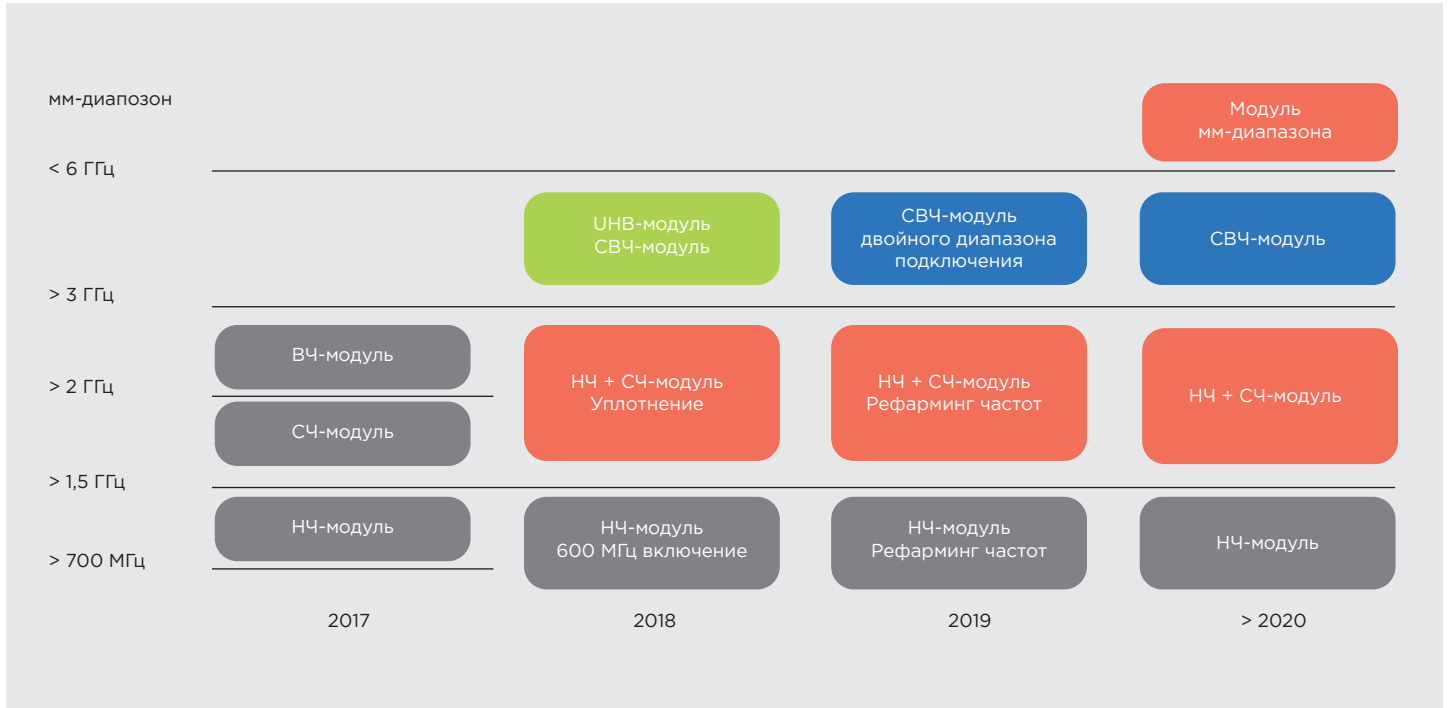 мм-диапозон
Модуль
мм-диапазона
< 6 ГГц
UHB-модуль
СВЧ-модуль
СВЧ-модуль
двойного диапазона
подключения
СВЧ-модуль
> 3 ГГц
ВЧ-модуль
> 2 ГГц
СЧ-модуль
НЧ + СЧ-модуль
Уплотнение
НЧ + СЧ-модуль
Рефарминг частот
НЧ + СЧ-модуль
> 1,5 ГГц
НЧ-модуль
НЧ-модуль
600 МГц включение
НЧ-модуль
Рефарминг частот
НЧ-модуль
> 700 МГц
2017
2018
2019
> 2020